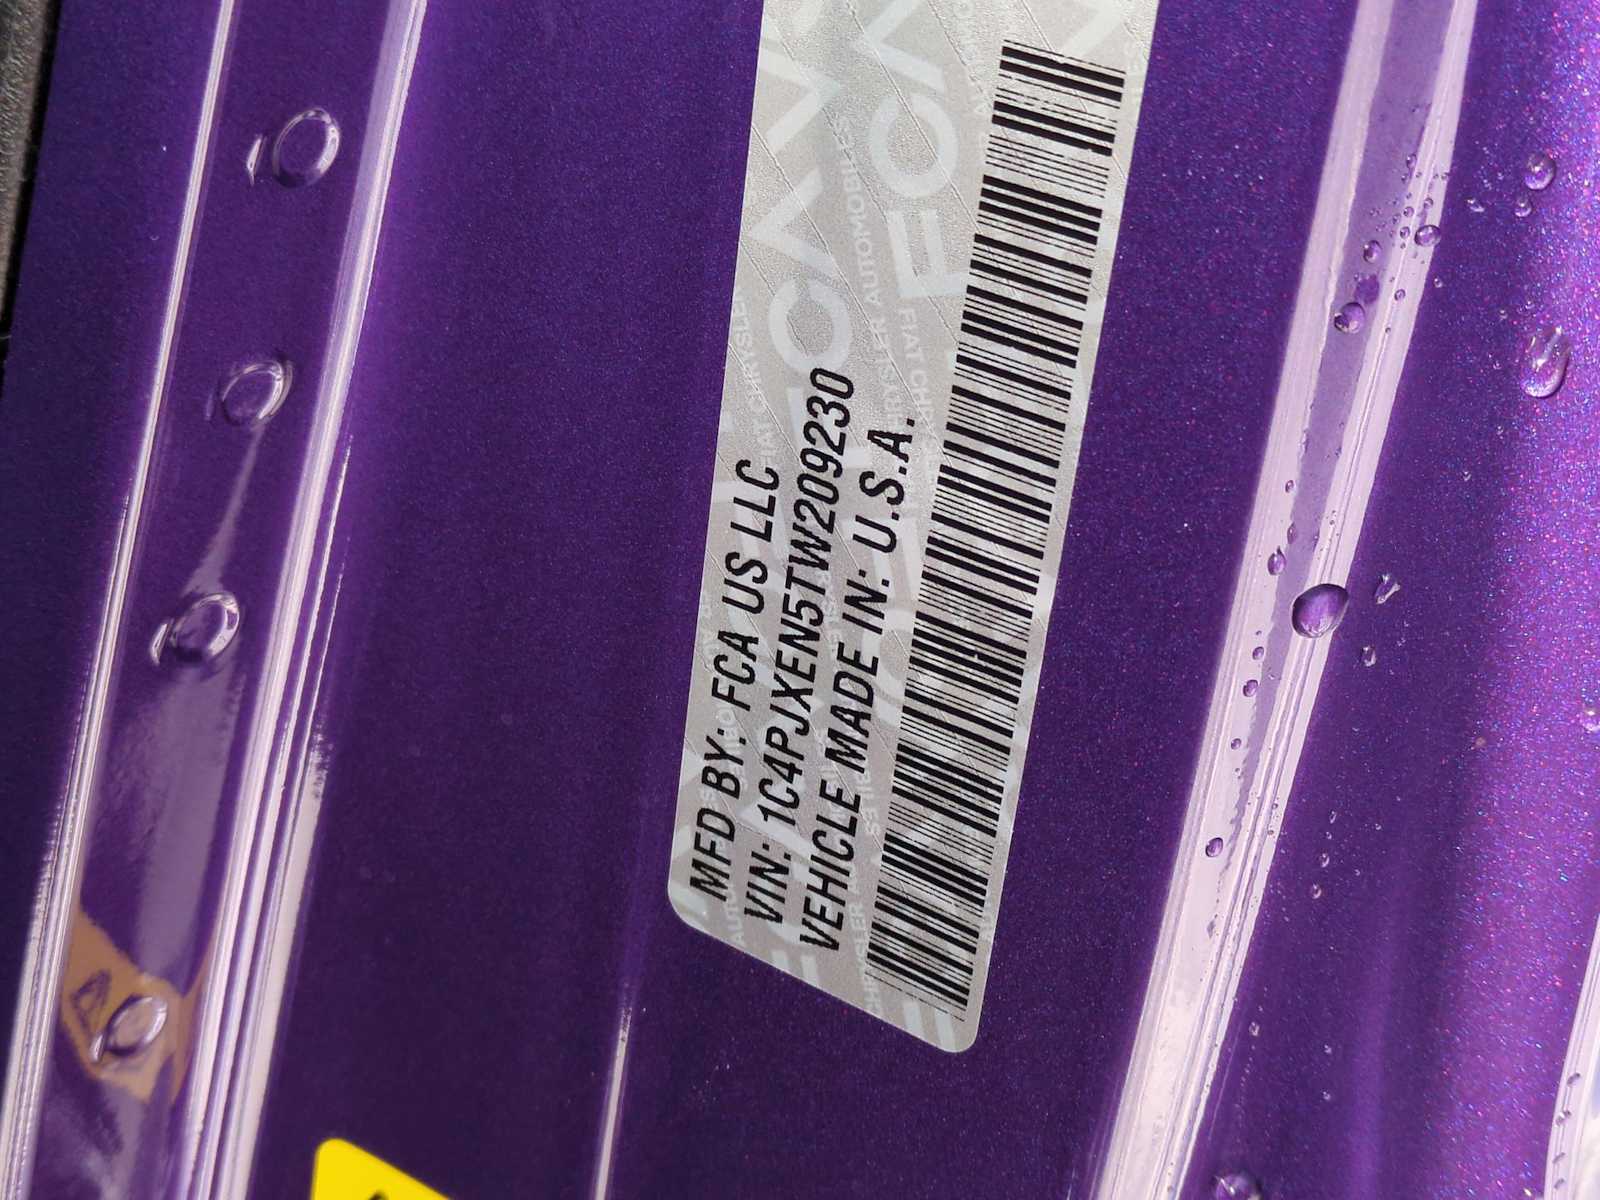 MFD BY: FCA US LLC
VIN: 1C4PJXEN5TW209230
VEHICLE MADE IN: U.S.A.